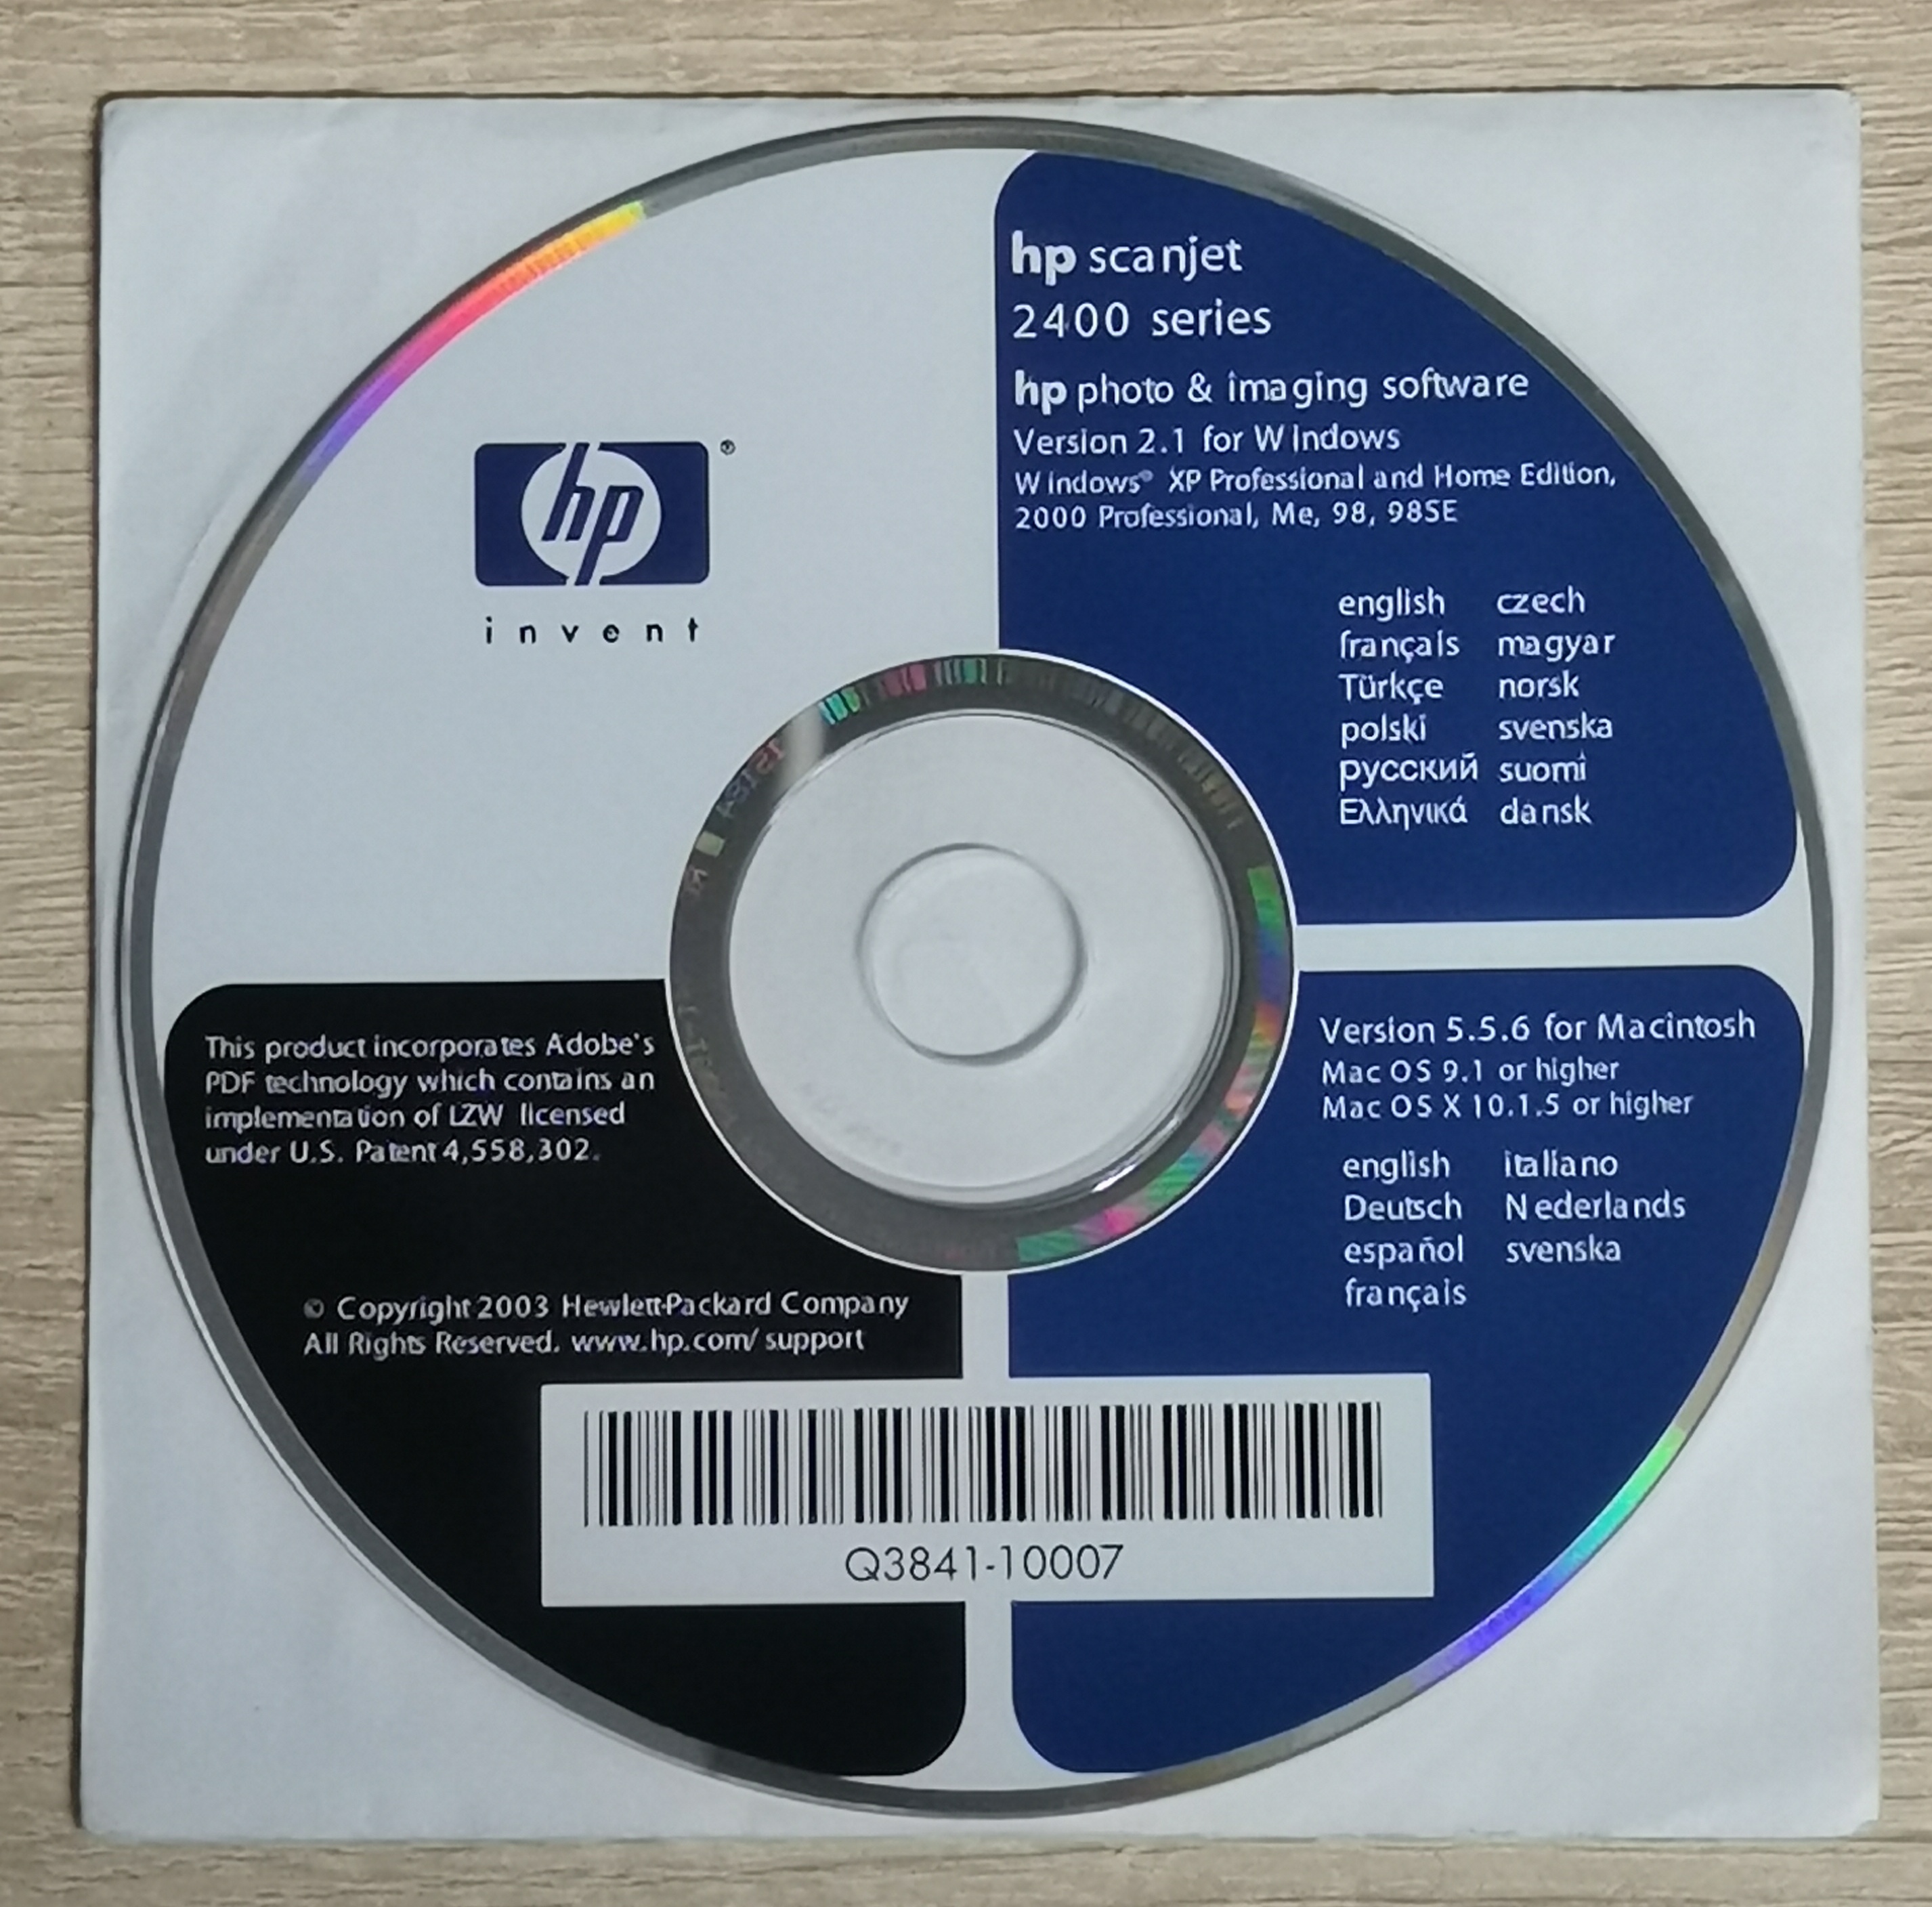 hp ®
invent
hp scanjet
2400 series
hp photo & imaging software
Version 2.1 for Windows
Windows® XP Professional and Home Edition,
2000 Professional, Me, 98, 98SE
english czech
français magyar
Türkçe norsk
polski svenska
русский suomi
Ελληνικά dansk
This product incorporates Adobe's
PDF technology which contains an
implementation of LZW licensed
under U.S. Patent 4,558,302.
Version 5.5.6 for Macintosh
Mac OS 9.1 or higher
Mac OS X 10.1.5 or higher
english italiano
Deutsch Nederlands
español svenska
français
© Copyright 2003 Hewlett-Packard Company
All Rights Reserved. www.hp.com/support
Q3841-10007